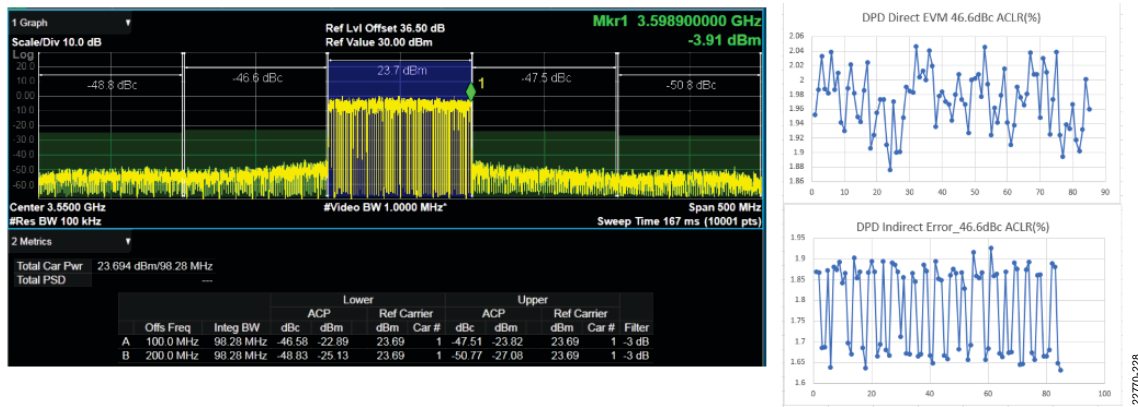 1 Graph
Scale/Div 10.0 dB
Ref Lvl Offset 36.50 dB
Ref Value 30.00 dBm
Mkr1 3.598900000 GHz
-3.91 dBm
Log
20.0
10.0
0.00
-10.0
-20.0
-30.0
-40.0
-50.0
-60.0
-48.8 dBc
-46.6 dBc
23.7 dBm
-47.5 dBc
-50.8 dBc
1
Center 3.5500 GHz
#Res BW 100 kHz
#Video BW 1.0000 MHz*
Span 500 MHz
Sweep Time 167 ms (10001 pts)
2 Metrics
Total Car Pwr 23.694 dBm/98.28 MHz
Total PSD ---
Lower Upper
ACP Ref Carrier ACP Ref Carrier
Offs Freq Integ BW dBc dBm dBm Car # dBc dBm dBm Car # Filter
A 100.0 MHz 98.28 MHz -46.58 -22.89 23.69 1 -47.51 -23.82 23.69 1 -3 dB
B 200.0 MHz 98.28 MHz -48.83 -25.13 23.69 1 -50.77 -27.08 23.69 1 -3 dB
DPD Direct EVM 46.6dBc ACLR(%)
2.06
2.04
2.02
2
1.98
1.96
1.94
1.92
1.9
1.88
1.86
0 10 20 30 40 50 60 70 80 90
DPD Indirect Error_46.6dBc ACLR(%)
1.95
1.9
1.85
1.8
1.75
1.7
1.65
1.6
0 20 40 60 80 100
22770-228